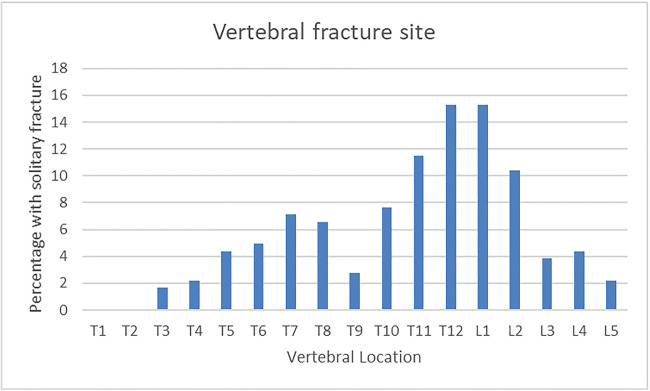 Vertebral fracture site
Percentage with solitary fracture
18
16
14
12
10
8
6
4
2
0
T1 T2 T3 T4 T5 T6 T7 T8 T9 T10 T11 T12 L1 L2 L3 L4 L5
Vertebral Location